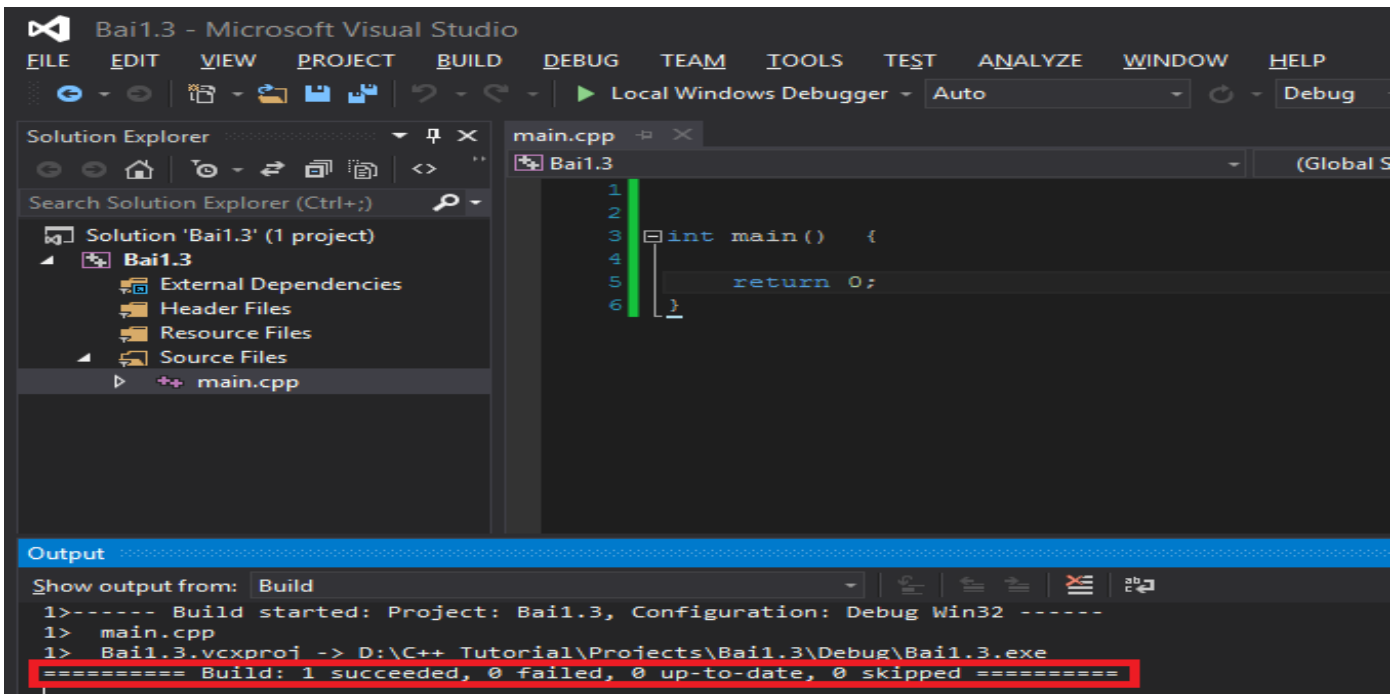 Bai1.3 - Microsoft Visual Studio
FILE EDIT VIEW PROJECT BUILD DEBUG TEAM TOOLS TEST ANALYZE WINDOW HELP
Local Windows Debugger Auto Debug
Solution Explorer
Search Solution Explorer (Ctrl+;)
Solution 'Bai1.3' (1 project)
Bai1.3
External Dependencies
Header Files
Resource Files
Source Files
main.cpp
main.cpp
Bai1.3 (Global S
1
2
3 int main() {
4
5 return 0;
6 }
Output
Show output from: Build
1>------ Build started: Project: Bai1.3, Configuration: Debug Win32 ------
1> main.cpp
1> Bai1.3.vcxproj -> D:\C++ Tutorial\Projects\Bai1.3\Debug\Bai1.3.exe
========== Build: 1 succeeded, 0 failed, 0 up-to-date, 0 skipped ==========